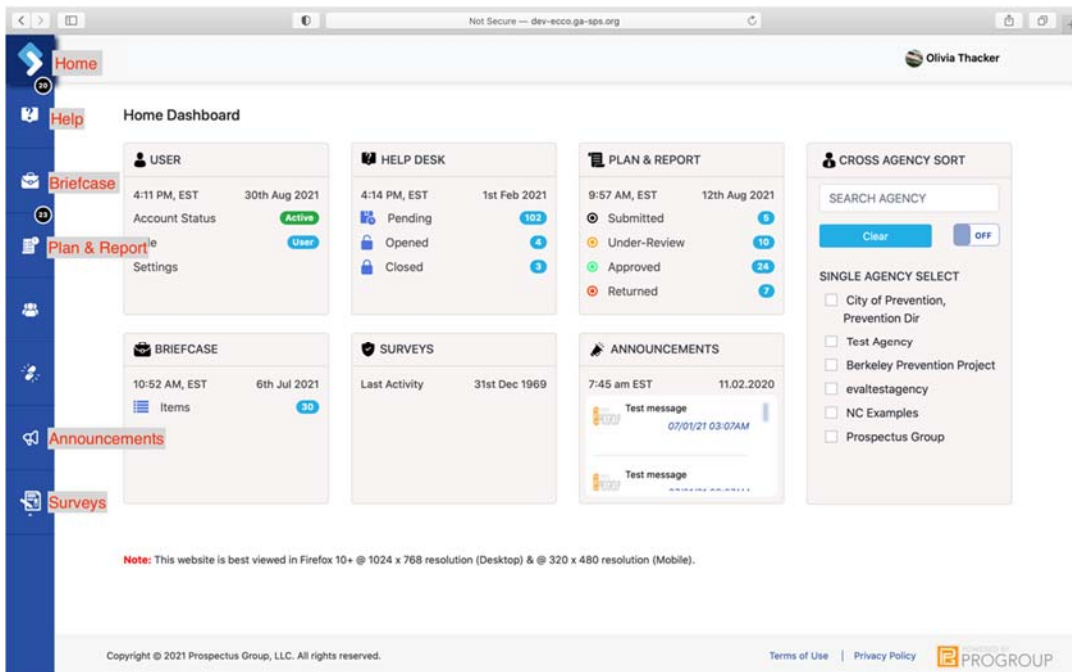 Not Secure — dev-ecco.ga-sps.org
Home
Olivia Thacker
20
Help
Home Dashboard
USER
4:11 PM, EST 30th Aug 2021
Account Status Active
le User
Settings
HELP DESK
4:14 PM, EST 1st Feb 2021
Pending 102
Opened 4
Closed 3
PLAN & REPORT
9:57 AM, EST 12th Aug 2021
Submitted 5
Under-Review 10
Approved 24
Returned 7
CROSS AGENCY SORT
SEARCH AGENCY
Clear OFF
SINGLE AGENCY SELECT
City of Prevention,
Prevention Dir
Test Agency
Berkeley Prevention Project
evaltestagency
NC Examples
Prospectus Group
Briefcase
23
Plan & Report
BRIEFCASE
10:52 AM, EST 6th Jul 2021
Items 30
SURVEYS
Last Activity 31st Dec 1969
ANNOUNCEMENTS
7:45 am EST 11.02.2020
Test message
07/01/21 03:07AM
Test message
Announcements
Surveys
Note: This website is best viewed in Firefox 10+ @ 1024 x 768 resolution (Desktop) & @ 320 x 480 resolution (Mobile).
Copyright © 2021 Prospectus Group, LLC. All rights reserved.
Terms of Use | Privacy Policy
POWERED BY
PROGROUP